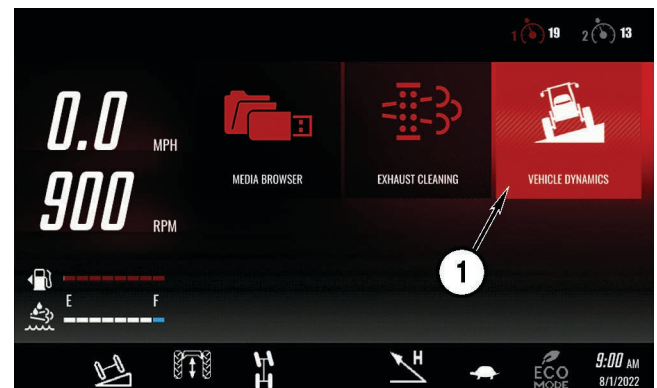 1 19 2 13
0.0 MPH
MEDIA BROWSER EXHAUST CLEANING VEHICLE DYNAMICS
900 RPM
1
E F
H
ECO
MODE
9:00 AM
8/1/2022